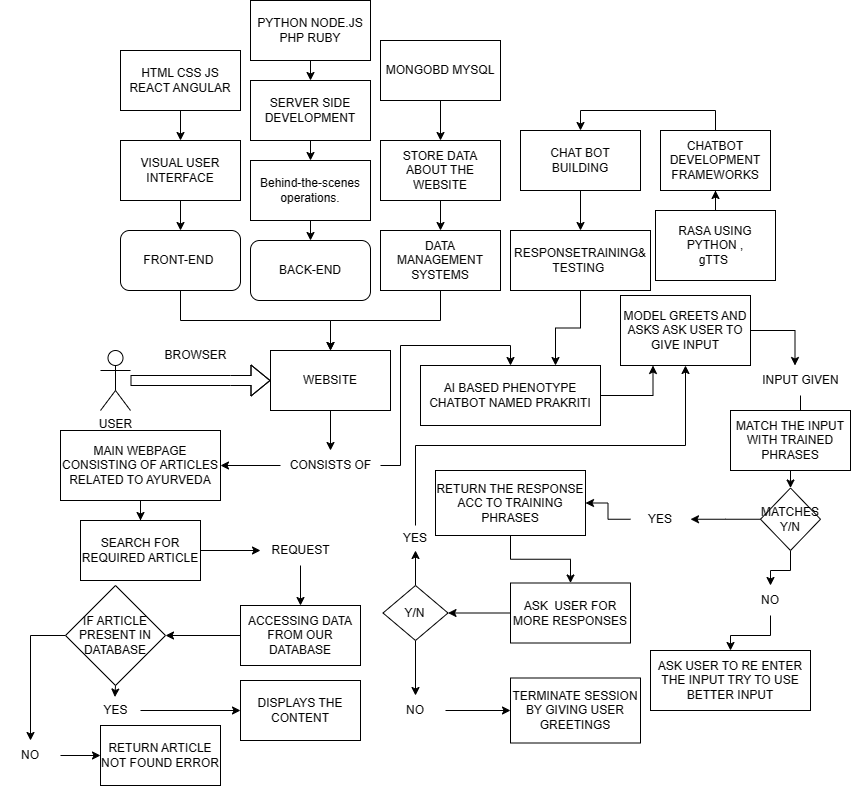 PYTHON NODE.JS
PHP RUBY
HTML CSS JS
REACT ANGULAR
MONGOBD MYSQL
SERVER SIDE
DEVELOPMENT
VISUAL USER
INTERFACE
STORE DATA
ABOUT THE
WEBSITE
CHAT BOT
BUILDING
CHATBOT
DEVELOPMENT
FRAMEWORKS
Behind-the-scenes
operations.
FRONT-END
BACK-END
DATA
MANAGEMENT
SYSTEMS
RESPONSETRAINING&
TESTING
RASA USING
PYTHON ,
gTTS
MODEL GREETS AND
ASKS ASK USER TO
GIVE INPUT
BROWSER
USER
WEBSITE
AI BASED PHENOTYPE
CHATBOT NAMED PRAKRITI
INPUT GIVEN
MATCH THE INPUT
WITH TRAINED
PHRASES
MAIN WEBPAGE
CONSISTING OF ARTICLES
RELATED TO AYURVEDA
CONSISTS OF
RETURN THE RESPONSE
ACC TO TRAINING
PHRASES
YES
MATCHES
Y/N
SEARCH FOR
REQUIRED ARTICLE
REQUEST
YES
NO
IF ARTICLE
PRESENT IN
DATABASE
ACCESSING DATA
FROM OUR
DATABASE
Y/N
ASK USER FOR
MORE RESPONSES
ASK USER TO RE ENTER
THE INPUT TRY TO USE
BETTER INPUT
YES
DISPLAYS THE
CONTENT
NO
TERMINATE SESSION
BY GIVING USER
GREETINGS
NO
RETURN ARTICLE
NOT FOUND ERROR